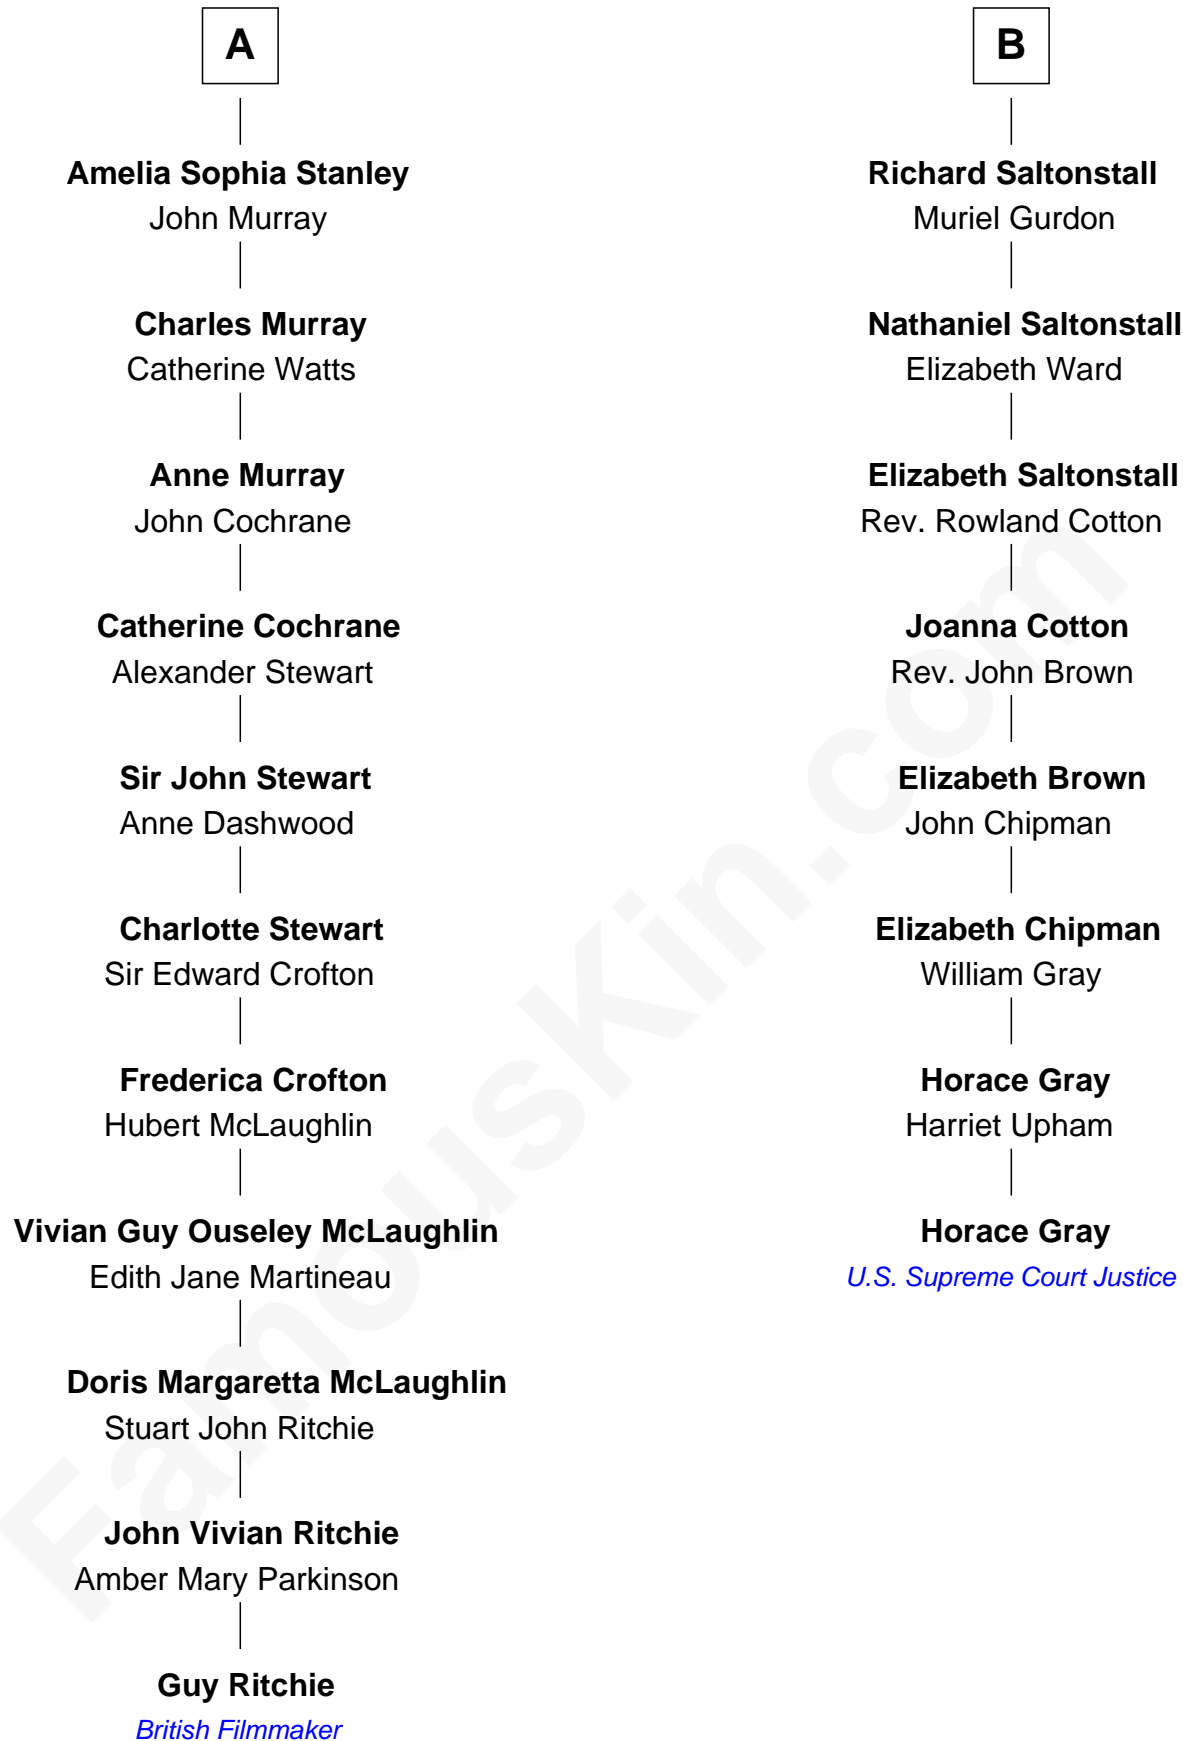 A
Amelia Sophia Stanley
John Murray
Charles Murray
Catherine Watts
Anne Murray
John Cochrane
Catherine Cochrane
Alexander Stewart
Sir John Stewart
Anne Dashwood
Charlotte Stewart
Sir Edward Crofton
Frederica Crofton
Hubert McLaughlin
Vivian Guy Ouseley McLaughlin
Edith Jane Martineau
Doris Margaretta McLaughlin
Stuart John Ritchie
John Vivian Ritchie
Amber Mary Parkinson
Guy Ritchie
British Filmmaker
B
Richard Saltonstall
Muriel Gurdon
Nathaniel Saltonstall
Elizabeth Ward
Elizabeth Saltonstall
Rev. Rowland Cotton
Joanna Cotton
Rev. John Brown
Elizabeth Brown
John Chipman
Elizabeth Chipman
William Gray
Horace Gray
Harriet Upham
Horace Gray
U.S. Supreme Court Justice
FamousKin.com